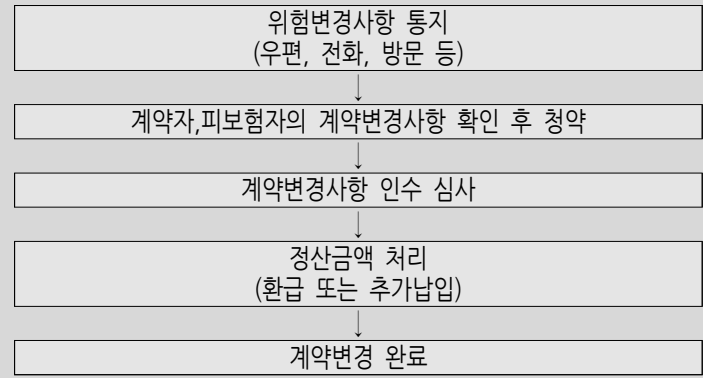 위험변경사항 통지
(우편, 전화, 방문 등)
↓
계약자,피보험자의 계약변경사항 확인 후 청약
↓
계약변경사항 인수 심사
↓
정산금액 처리
(환급 또는 추가납입)
↓
계약변경 완료